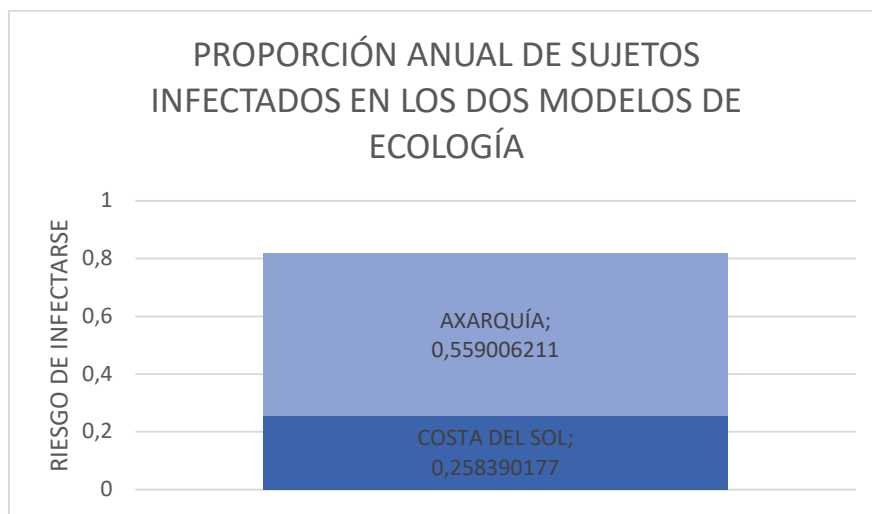 PROPORCIÓN ANUAL DE SUJETOS
INFECTADOS EN LOS DOS MODELOS DE
ECOLOGÍA
RIESGO DE INFECTARSE
1
0,8
0,6
0,4
0,2
0
AXARQUÍA;
0,559006211
COSTA DEL SOL;
0,258390177